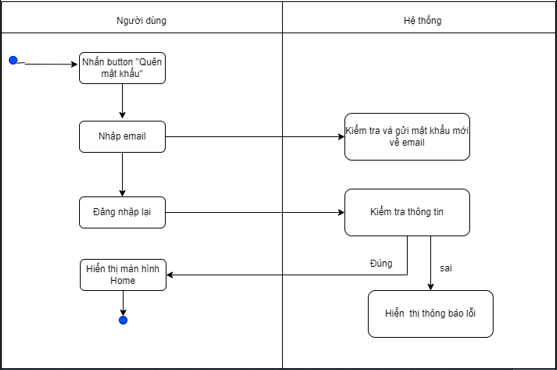 Người dùng
Hệ thống
Nhấn button "Quên
mật khẩu"
Nhập email
Kiểm tra và gửi mật khẩu mới
về email
Đăng nhập lại
Kiểm tra thông tin
Đúng
sai
Hiển thị màn hình
Home
Hiển thị thông báo lỗi